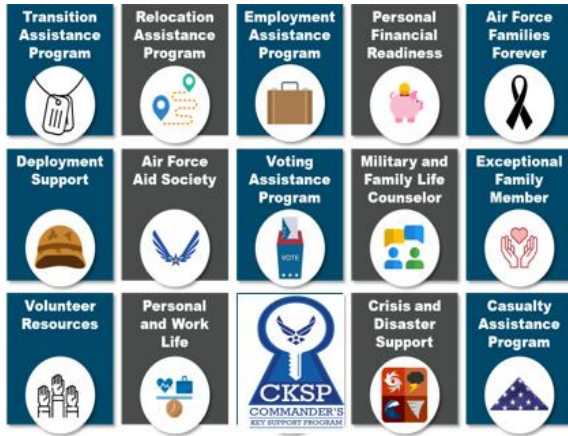 Transition
Assistance
Program
Relocation
Assistance
Program
Employment
Assistance
Program
Personal
Financial
Readiness
Air Force
Families
Forever
Deployment
Support
Air Force
Aid Society
Voting
Assistance
Program
VOTE
Military and
Family Life
Counselor
Exceptional
Family
Member
Volunteer
Resources
Personal
and Work
Life
CKSP
COMMANDER'S
KEY SUPPORT PROGRAM
Crisis and
Disaster
Support
Casualty
Assistance
Program